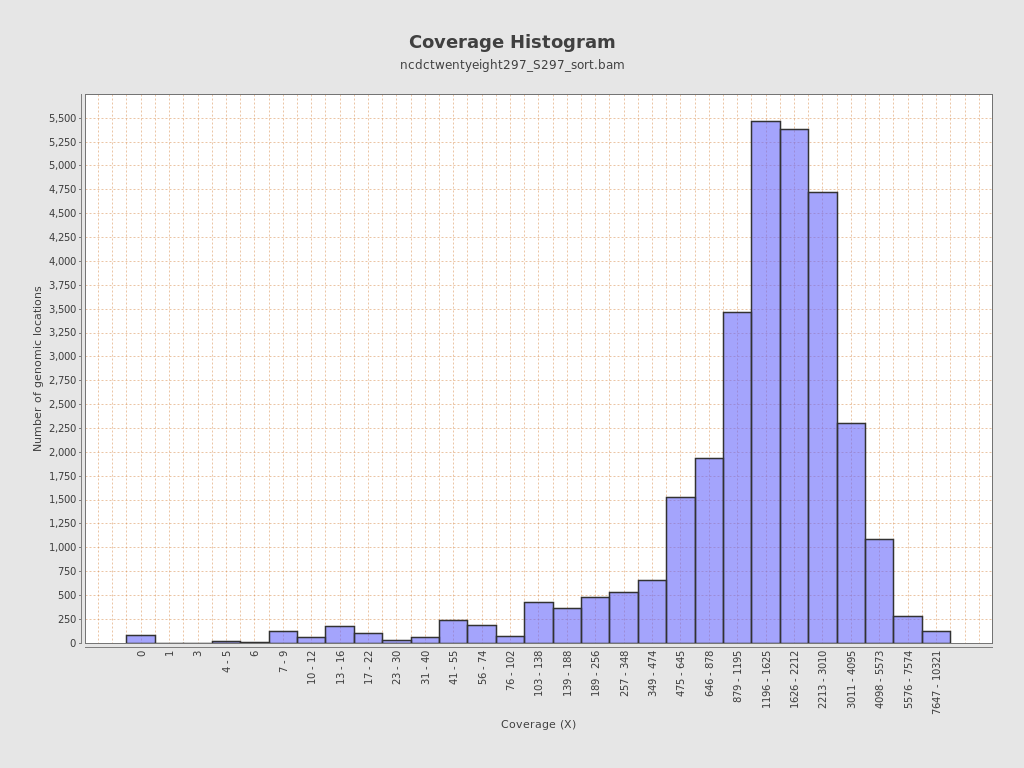 Coverage Histogram
ncdctwentyeight297_S297_sort.bam
Number of genomic locations
5,500
5,250
5,000
4,750
4,500
4,250
4,000
3,750
3,500
3,250
3,000
2,750
2,500
2,250
2,000
1,750
1,500
1,250
1,000
750
500
250
0
0
1
3
4 - 5
6
7 - 9
10 - 12
13 - 16
17 - 22
23 - 30
31 - 40
41 - 55
56 - 74
76 - 102
103 - 138
139 - 188
189 - 256
257 - 348
349 - 474
475 - 645
646 - 878
879 - 1195
1196 - 1625
1626 - 2212
2213 - 3010
3011 - 4095
4098 - 5573
5576 - 7574
7647 - 10321
Coverage (X)